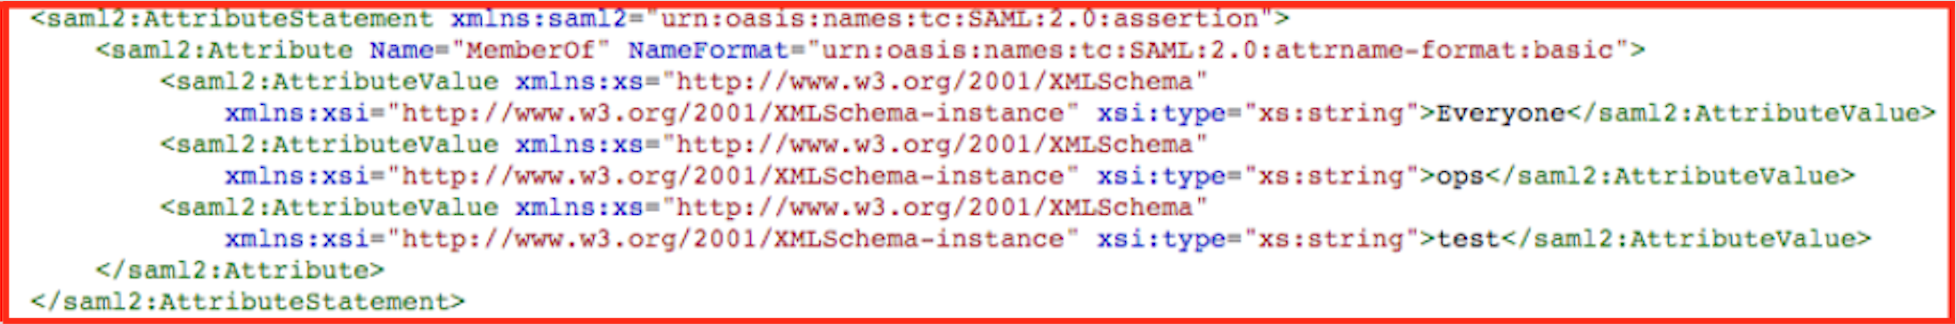 <saml2:AttributeStatement xmlns:saml2="urn:oasis:names:tc:SAML:2.0:assertion">
<saml2:Attribute Name="MemberOf" NameFormat="urn:oasis:names:tc:SAML:2.0:attrname-format:basic">
<saml2:AttributeValue xmlns:xs="http://www.w3.org/2001/XMLSchema"
xmlns:xsi="http://www.w3.org/2001/XMLSchema-instance" xsi:type="xs:string">Everyone</saml2:AttributeValue>
<saml2:AttributeValue xmlns:xs="http://www.w3.org/2001/XMLSchema"
xmlns:xsi="http://www.w3.org/2001/XMLSchema-instance" xsi:type="xs:string">ops</saml2:AttributeValue>
<saml2:AttributeValue xmlns:xs="http://www.w3.org/2001/XMLSchema"
xmlns:xsi="http://www.w3.org/2001/XMLSchema-instance" xsi:type="xs:string">test</saml2:AttributeValue>
</saml2:Attribute>
</saml2:AttributeStatement>